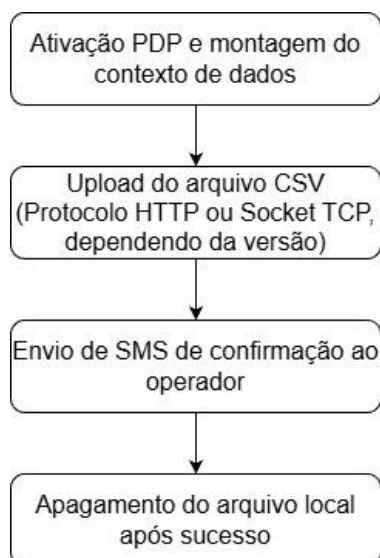 Ativação PDP e montagem do
contexto de dados
Upload do arquivo CSV
(Protocolo HTTP ou Socket TCP,
dependendo da versão)
Envio de SMS de confirmação ao
operador
Apagamento do arquivo local
após sucesso